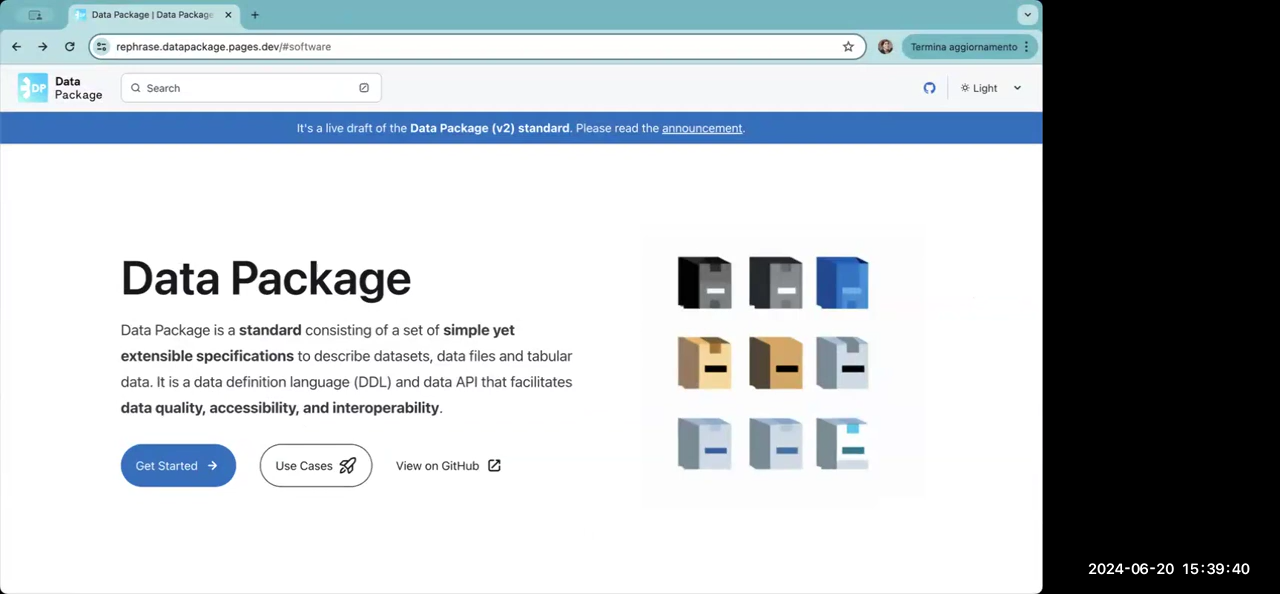 Data Package | Data Package
rephrase.datapackage.pages.dev/#software
Termina aggiornamento
DP
Data
Package
Search
Light
It's a live draft of the Data Package (v2) standard. Please read the announcement.
Data Package
Data Package is a standard consisting of a set of simple yet
extensible specifications to describe datasets, data files and tabular
data. It is a data definition language (DDL) and data API that facilitates
data quality, accessibility, and interoperability.
Get Started
Use Cases
View on GitHub
2024-06-20 15:39:40